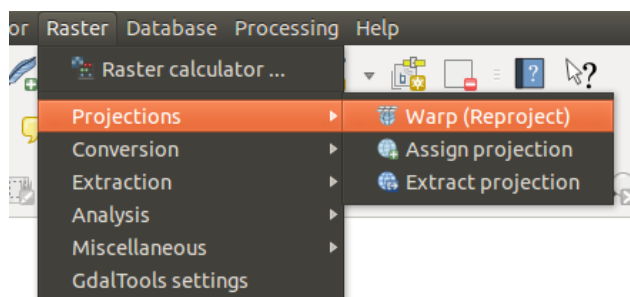 or Raster Database Processing Help
Raster calculator ...
Projections
Warp (Reproject)
Conversion
Assign projection
Extraction
Extract projection
Analysis
Miscellaneous
GdalTools settings